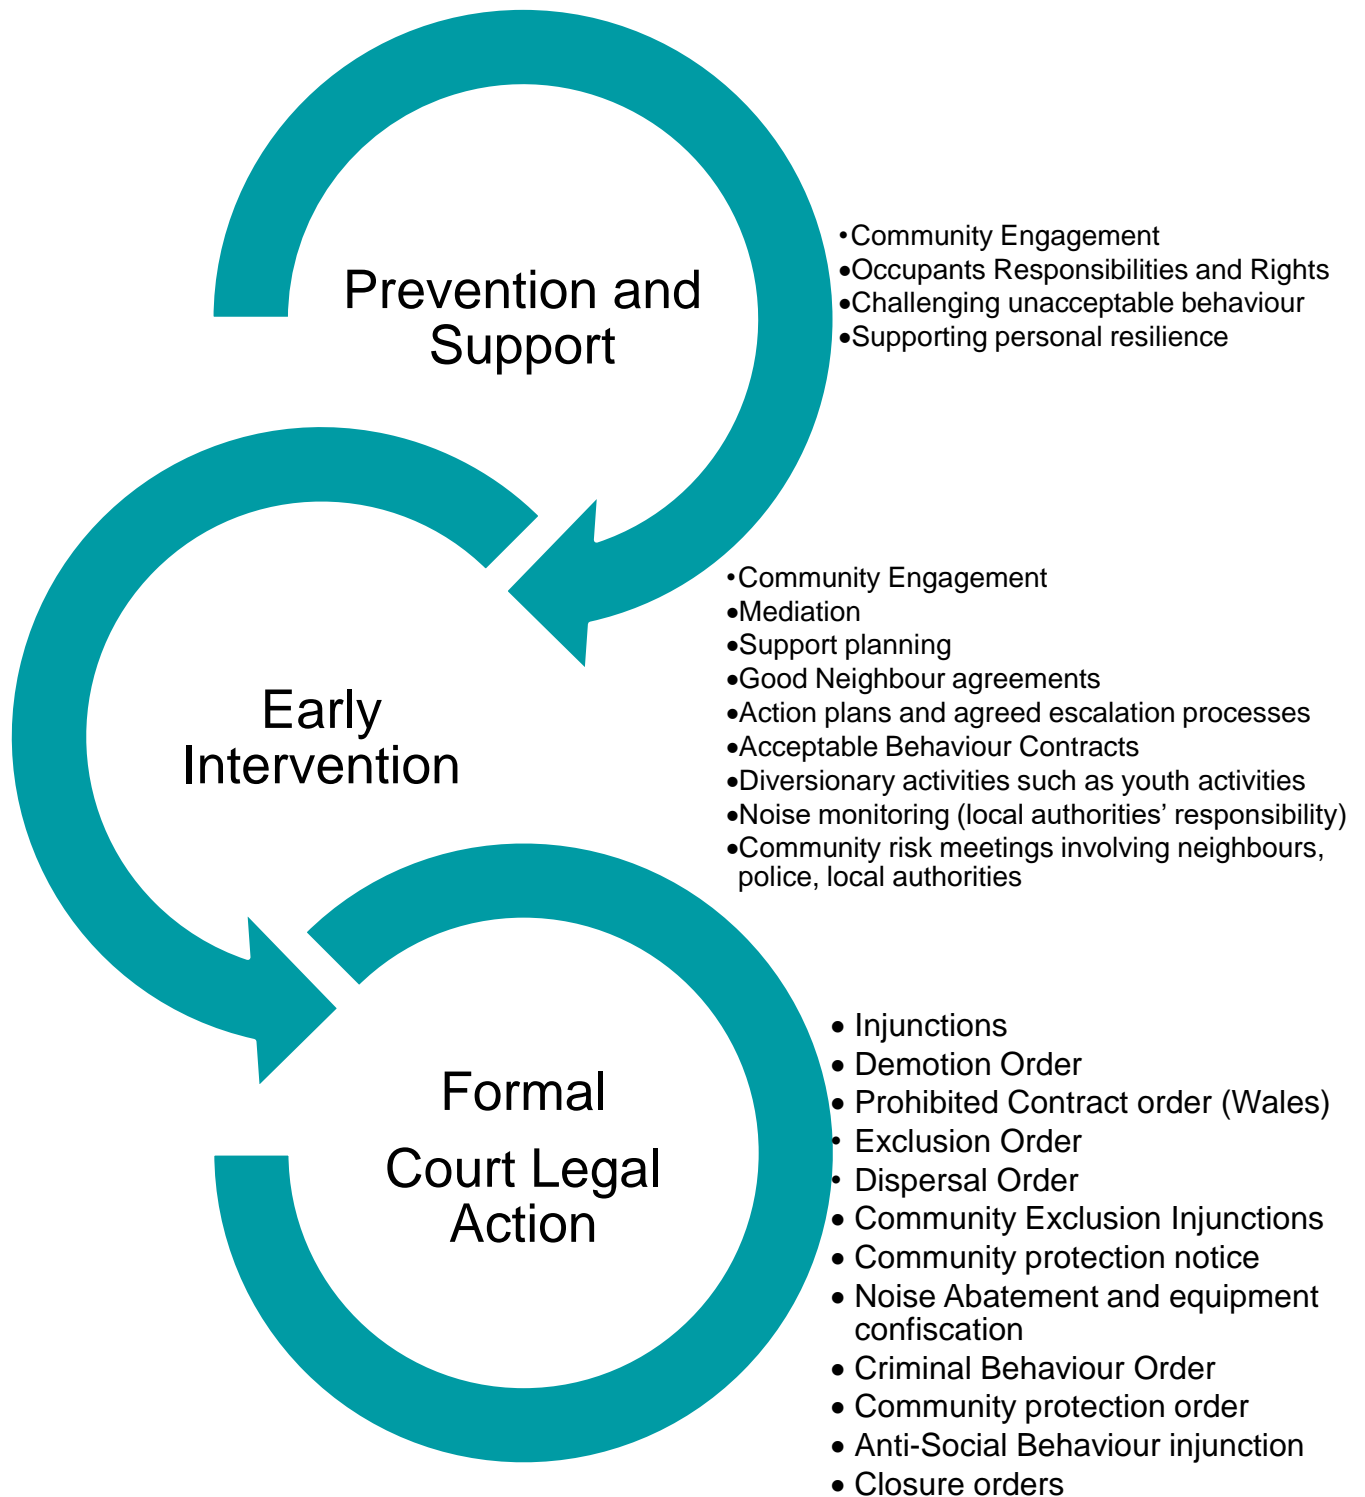 Prevention and
Support
•Community Engagement
•Occupants Responsibilities and Rights
•Challenging unacceptable behaviour
•Supporting personal resilience
Early
Intervention
•Community Engagement
•Mediation
•Support planning
•Good Neighbour agreements
•Action plans and agreed escalation processes
•Acceptable Behaviour Contracts
•Diversionary activities such as youth activities
•Noise monitoring (local authorities’ responsibility)
•Community risk meetings involving neighbours,
police, local authorities
Formal
Court Legal
Action
• Injunctions
• Demotion Order
• Prohibited Contract order (Wales)
• Exclusion Order
• Dispersal Order
• Community Exclusion Injunctions
• Community protection notice
• Noise Abatement and equipment
confiscation
• Criminal Behaviour Order
• Community protection order
• Anti-Social Behaviour injunction
• Closure orders